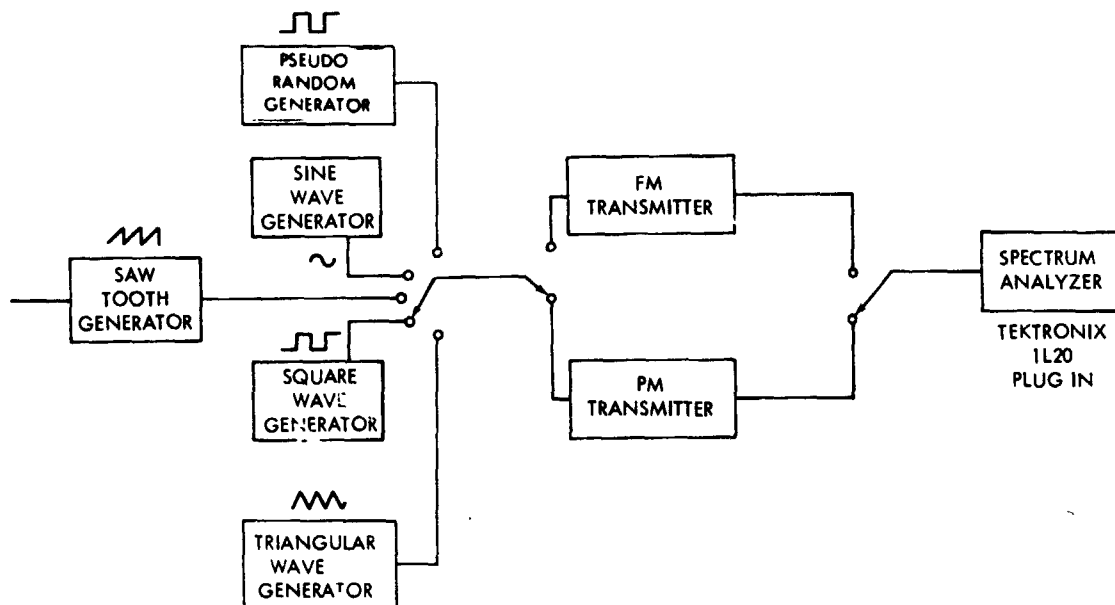 PSEUDO
RANDOM
GENERATOR
SINE
WAVE
GENERATOR
SAW
TOOTH
GENERATOR
SQUARE
WAVE
GENERATOR
TRIANGULAR
WAVE
GENERATOR
FM
TRANSMITTER
PM
TRANSMITTER
SPECTRUM
ANALYZER
TEKTRONIX
1L20
PLUG IN